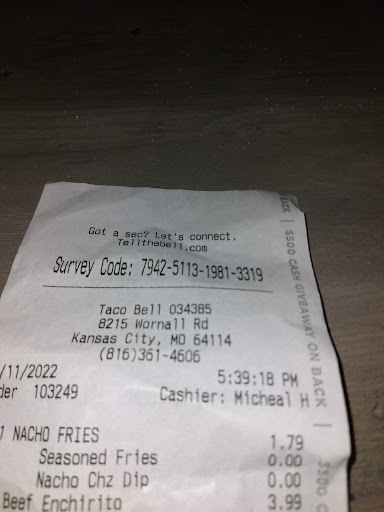 Got a sec? Let's connect.
Tellthebell.com
Survey Code: 7942-5113-1981-3319
Taco Bell 034385
8215 Wornall Rd
Kansas City, MO 64114
(816)361-4606
/11/2022 5:39:18 PM
der 103249 Cashier: Micheal H
1 NACHO FRIES 1.79
Seasoned Fries 0.00
Nacho Chz Dip 0.00
Beef Enchirito 3.99
BACK | $500 CASH GIVEAWAY ON BACK | $500 C